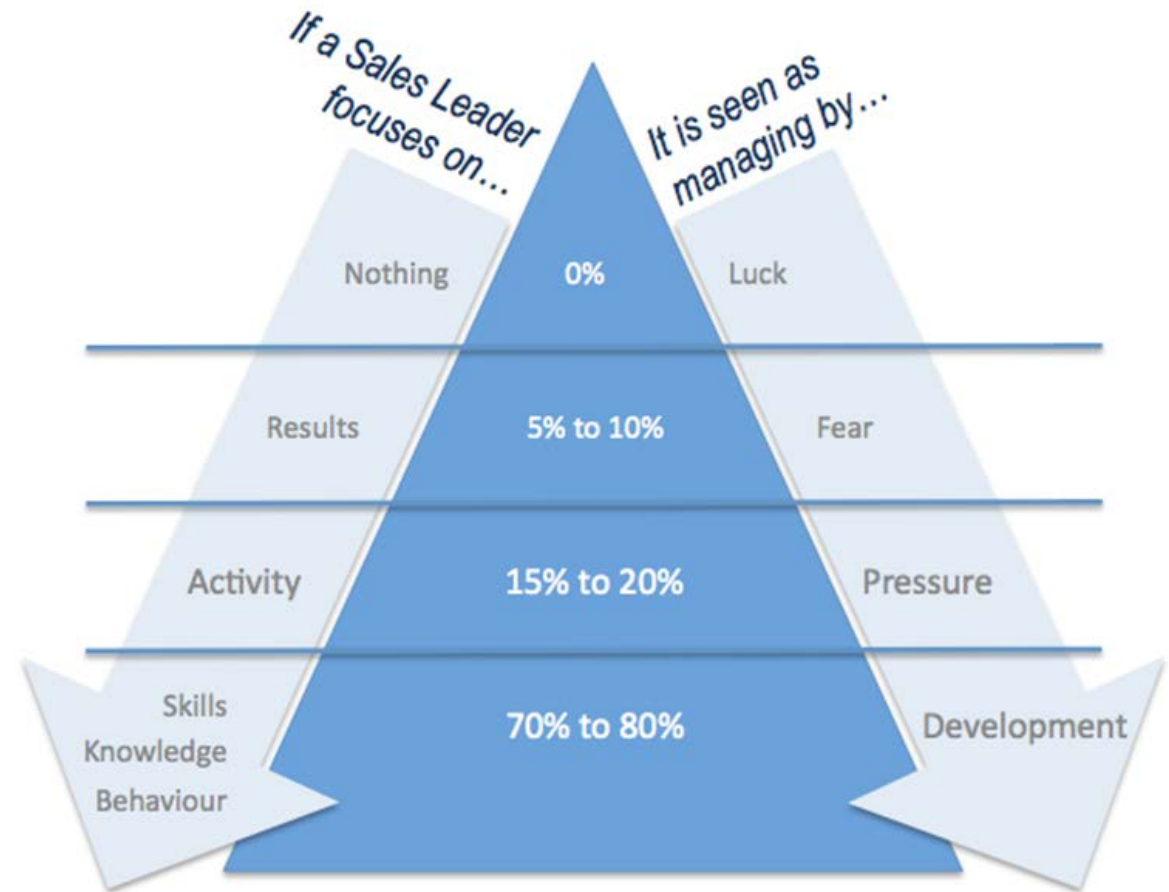 If a Sales Leader
focuses on...
It is seen as
managing by...
Nothing
0%
Luck
Results
5% to 10%
Fear
Activity
15% to 20%
Pressure
Skills
Knowledge
Behaviour
70% to 80%
Development